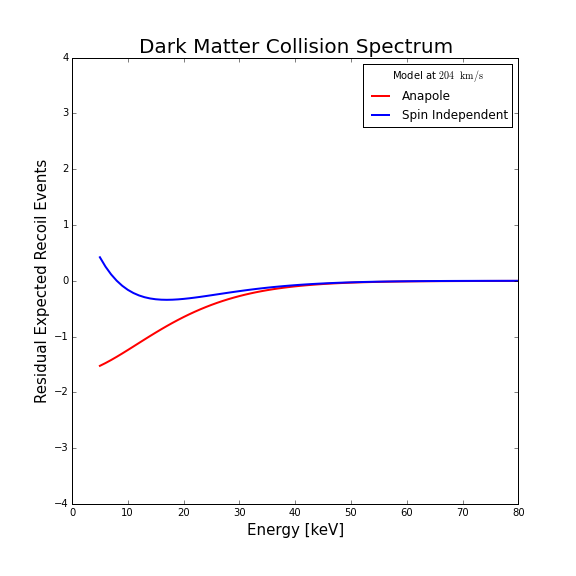 Dark Matter Collision Spectrum
Model at 204 km/s
Anapole
Spin Independent
Residual Expected Recoil Events
4
3
2
1
0
−1
−2
−3
−4
0 10 20 30 40 50 60 70 80
Energy [keV]